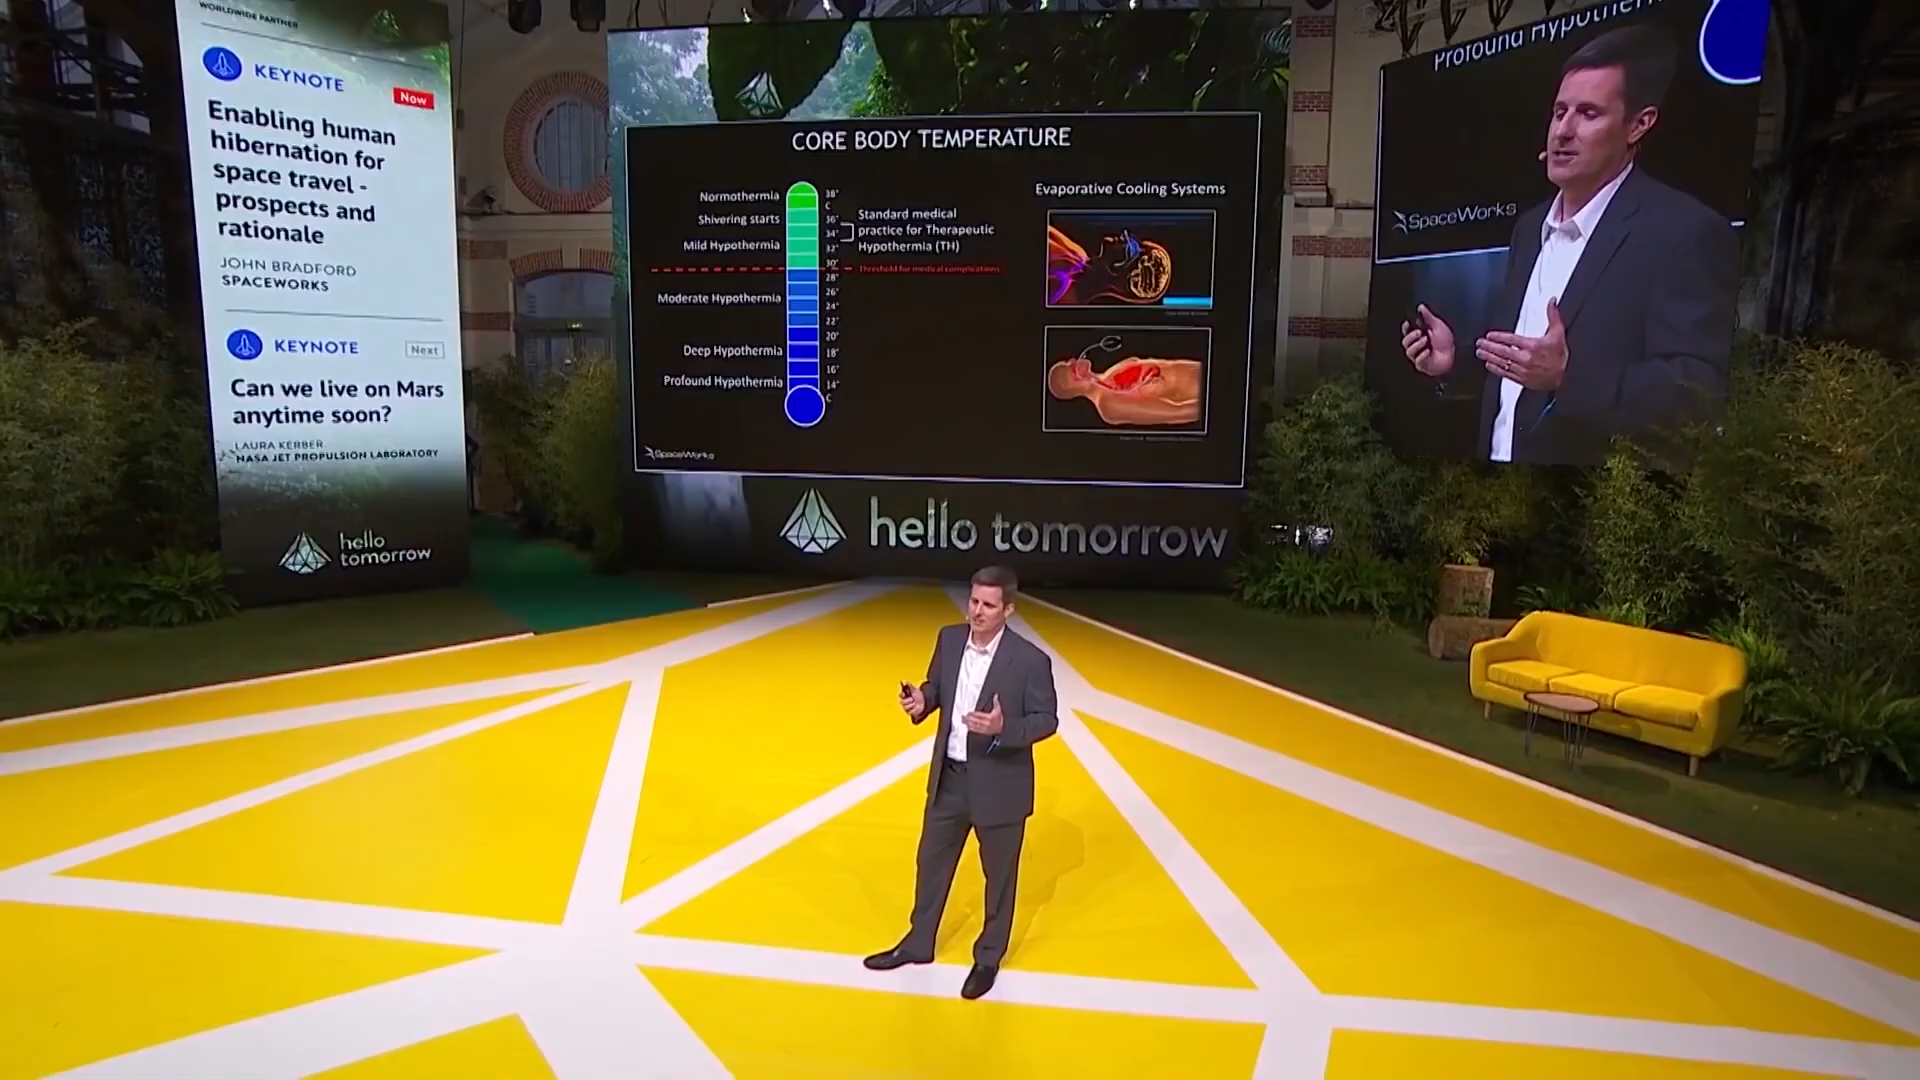 WORLDWIDE PARTNER
KEYNOTE
Now
Enabling human
hibernation for
space travel -
prospects and
rationale
JOHN BRADFORD
SPACEWORKS
KEYNOTE
Next
Can we live on Mars
anytime soon?
LAURA KERBER
NASA JET PROPULSION LABORATORY
hello
tomorrow
CORE BODY TEMPERATURE
Normothermia
Shivering starts
Mild Hypothermia
Moderate Hypothermia
Deep Hypothermia
Profound Hypothermia
38°
C
36°
34°
32°
30°
28°
26°
24°
22°
20°
18°
16°
14°
C
Standard medical
practice for Therapeutic
Hypothermia (TH)
Threshold for medical complications
Evaporative Cooling Systems
SpaceWorks
hello tomorrow
Profound
SpaceWorks